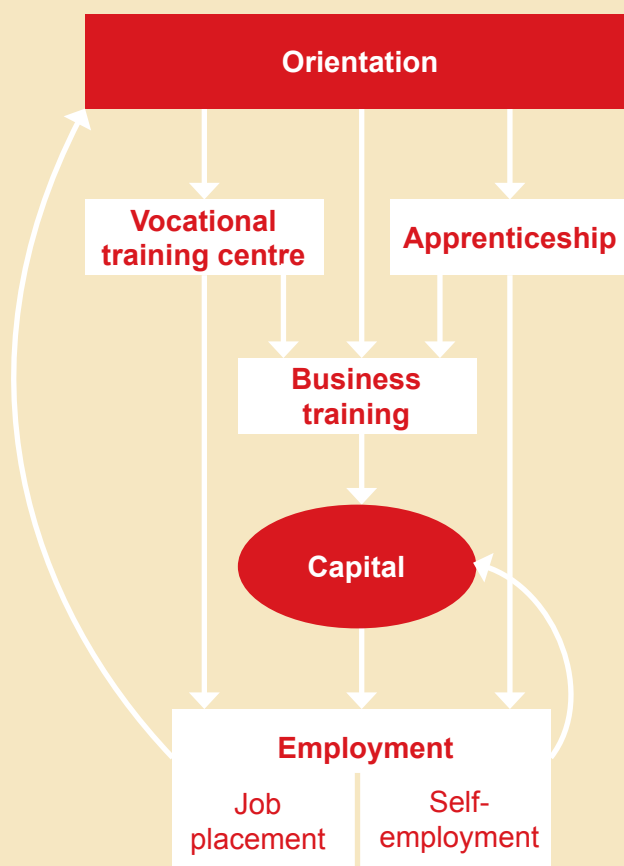 Orientation
Vocational
training centre
Apprenticeship
Business
training
Capital
Employment
Job
placement
Self-
employment